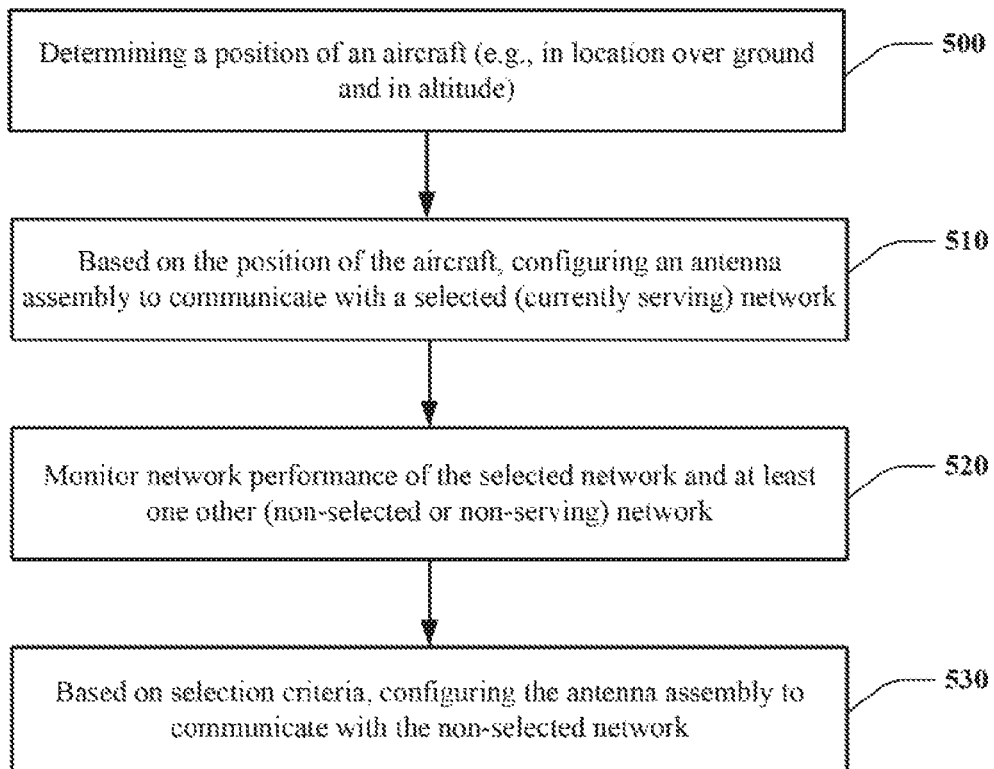 Determining a position of an aircraft (e.g., in location over ground
and in altitude)
500
Based on the position of the aircraft, configuring an antenna
assembly to communicate with a selected (currently serving) network
510
Monitor network performance of the selected network and at least
one other (non-selected or non-serving) network
520
Based on selection criteria, configuring the antenna assembly to
communicate with the non-selected network
530